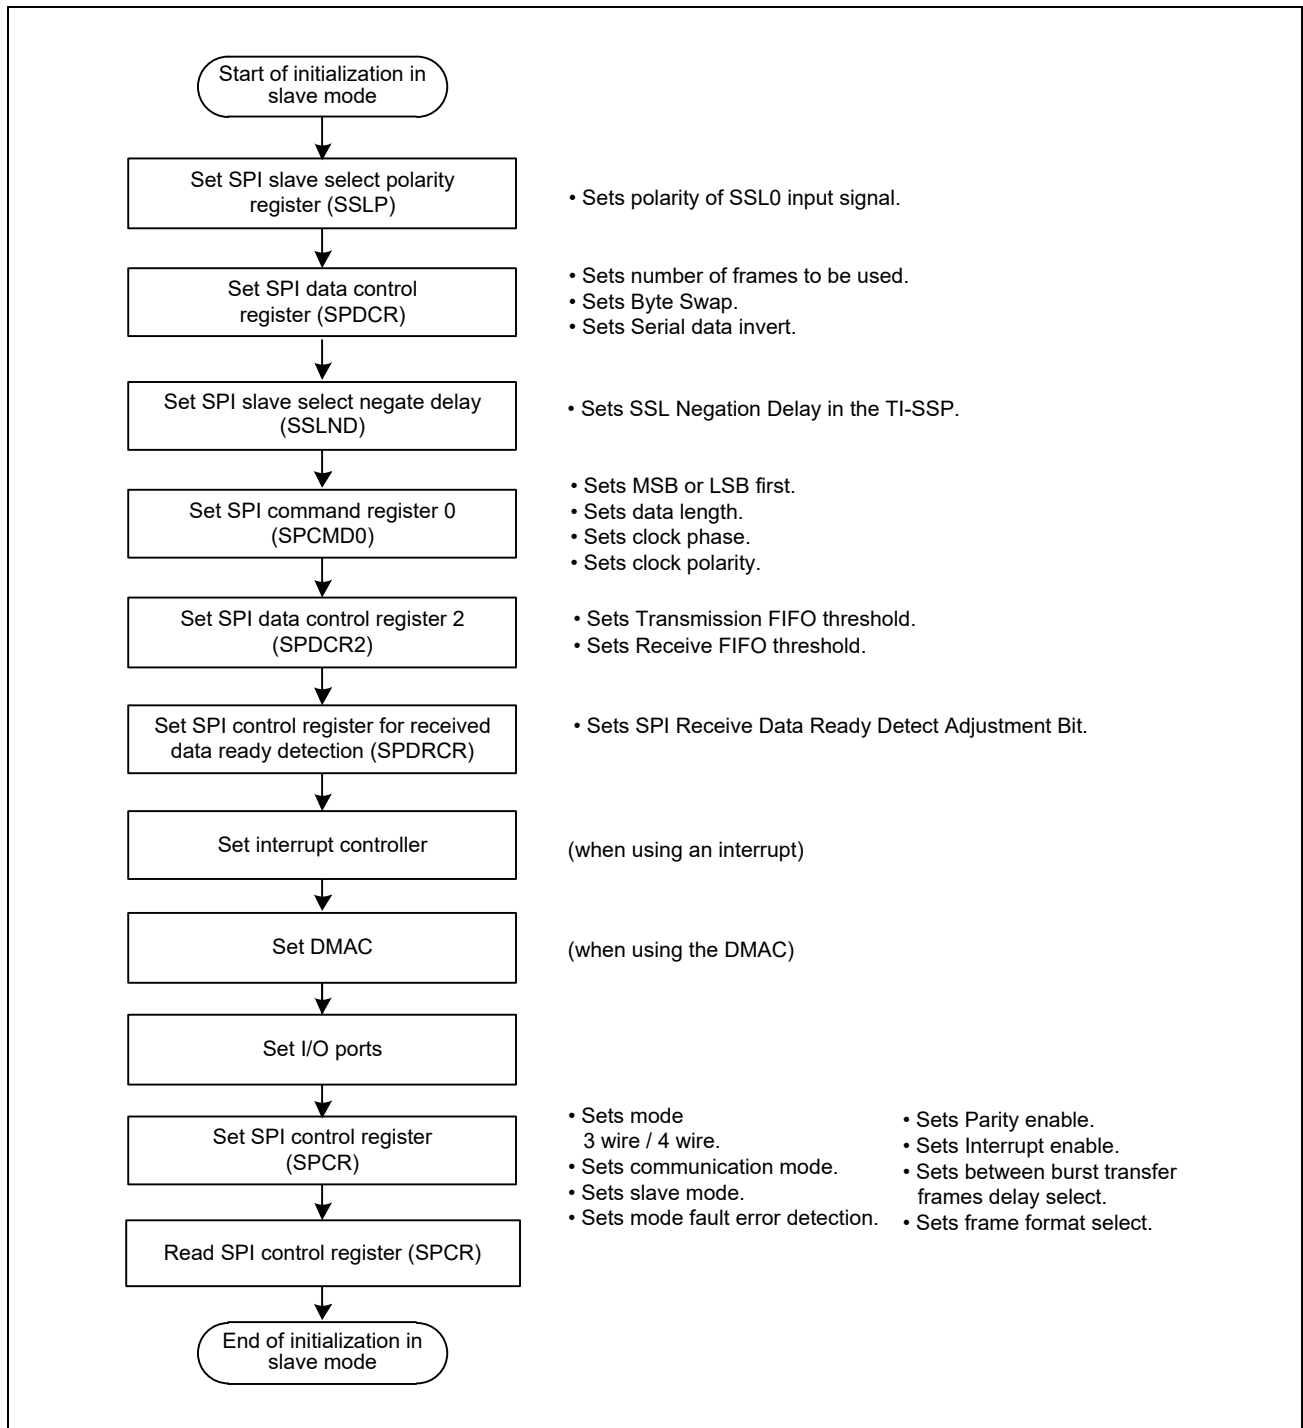 Start of initialization in
slave mode
Set SPI slave select polarity
register (SSLP)
• Sets polarity of SSL0 input signal.
Set SPI data control
register (SPDCR)
• Sets number of frames to be used.
• Sets Byte Swap.
• Sets Serial data invert.
Set SPI slave select negate delay
(SSLND)
• Sets SSL Negation Delay in the TI-SSP.
Set SPI command register 0
(SPCMD0)
• Sets MSB or LSB first.
• Sets data length.
• Sets clock phase.
• Sets clock polarity.
Set SPI data control register 2
(SPDCR2)
• Sets Transmission FIFO threshold.
• Sets Receive FIFO threshold.
Set SPI control register for received
data ready detection (SPDRCR)
• Sets SPI Receive Data Ready Detect Adjustment Bit.
Set interrupt controller
(when using an interrupt)
Set DMAC
(when using the DMAC)
Set I/O ports
Set SPI control register
(SPCR)
• Sets mode
3 wire / 4 wire.
• Sets communication mode.
• Sets slave mode.
• Sets mode fault error detection.
• Sets Parity enable.
• Sets Interrupt enable.
• Sets between burst transfer
frames delay select.
• Sets frame format select.
Read SPI control register (SPCR)
End of initialization in
slave mode